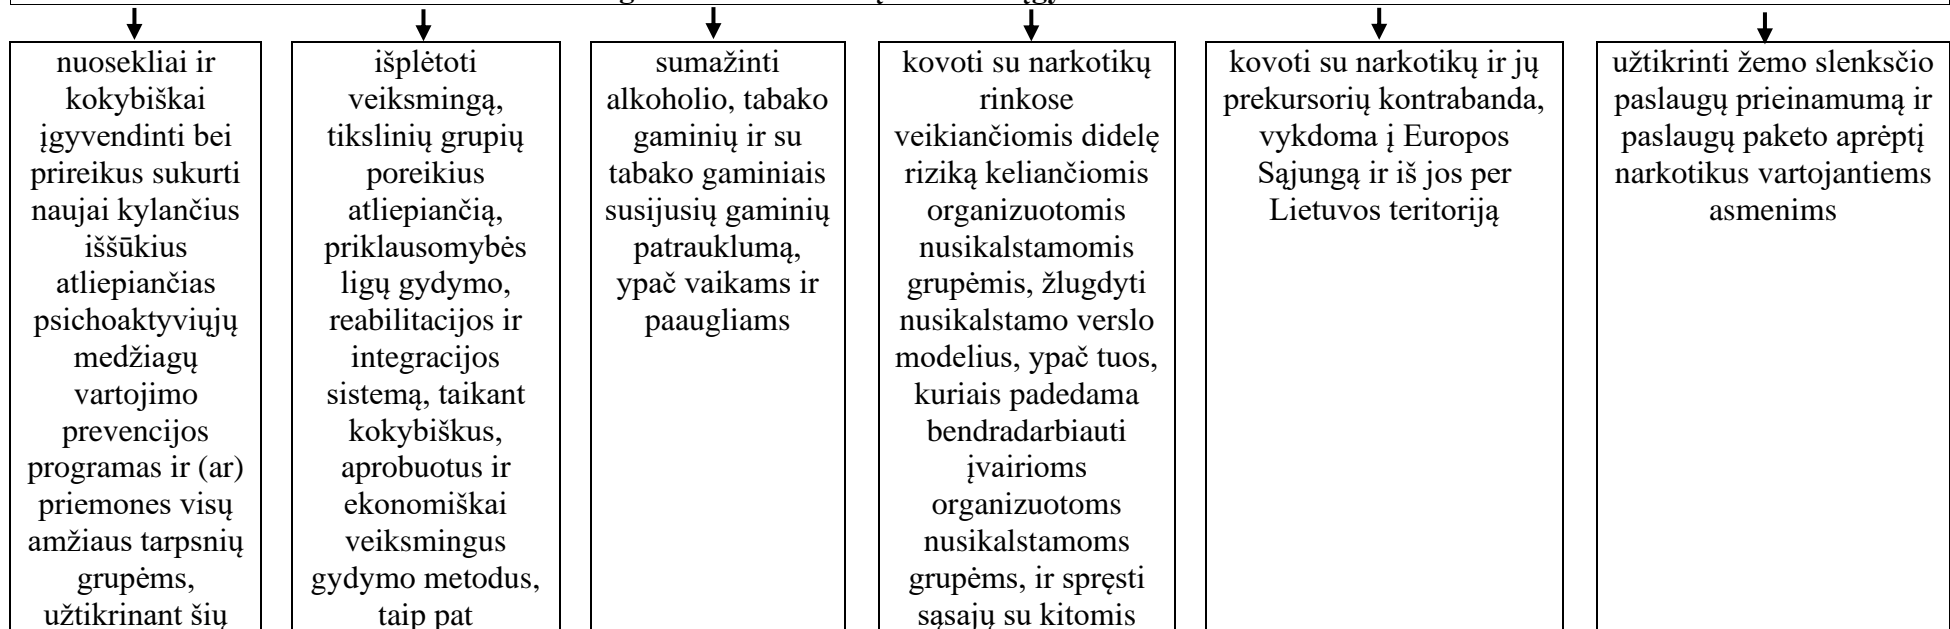 nuosekliai ir
kokybiškai
įgyvendinti bei
prireikus sukurti
naujai kylančius
iššūkius
atliepiančias
psichoaktyviųjų
medžiagų
vartojimo
prevencijos
programas ir (ar)
priemones visų
amžiaus tarpsnių
grupėms,
užtikrinant šių
išplėtoti
veiksmingą,
tikslinių grupių
poreikius
atliepiančią,
priklausomybės
ligų gydymo,
reabilitacijos ir
integracijos
sistemą, taikant
kokybiškus,
aprobuotus ir
ekonomiškai
veiksmingus
gydymo metodus,
taip pat
sumažinti
alkoholio, tabako
gaminių ir su
tabako gaminiais
susijusių gaminių
patrauklumą,
ypač vaikams ir
paaugliams
kovoti su narkotikų
rinkose
veikiančiomis didelę
riziką keliančiomis
organizuotomis
nusikalstamomis
grupėmis, žlugdyti
nusikalstamo verslo
modelius, ypač tuos,
kuriais padedama
bendradarbiauti
įvairioms
organizuotoms
nusikalstamoms
grupėms, ir spręsti
sąsajų su kitomis
kovoti su narkotikų ir jų
prekursorių kontrabanda,
vykdoma į Europos
Sąjungą ir iš jos per
Lietuvos teritoriją
užtikrinti žemo slenksčio
paslaugų prieinamumą ir
paslaugų paketo aprėptį
narkotikus vartojantiems
asmenims